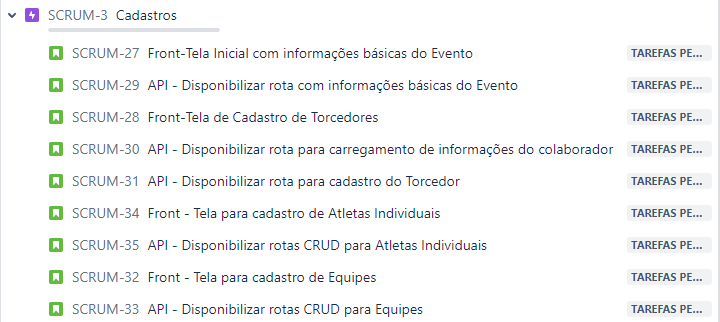 SCRUM-3 Cadastros
SCRUM-27 Front-Tela Inicial com informações básicas do Evento TAREFAS PE...
SCRUM-29 API - Disponibilizar rota com informações básicas do Evento TAREFAS PE...
SCRUM-28 Front-Tela de Cadastro de Torcedores TAREFAS PE...
SCRUM-30 API - Disponibilizar rota para carregamento de informações do colaborador TAREFAS PE...
SCRUM-31 API - Disponibilizar rota para cadastro do Torcedor TAREFAS PE...
SCRUM-34 Front - Tela para cadastro de Atletas Individuais TAREFAS PE...
SCRUM-35 API - Disponibilizar rotas CRUD para Atletas Individuais TAREFAS PE...
SCRUM-32 Front - Tela para cadastro de Equipes TAREFAS PE...
SCRUM-33 API - Disponibilizar rotas CRUD para Equipes TAREFAS PE...